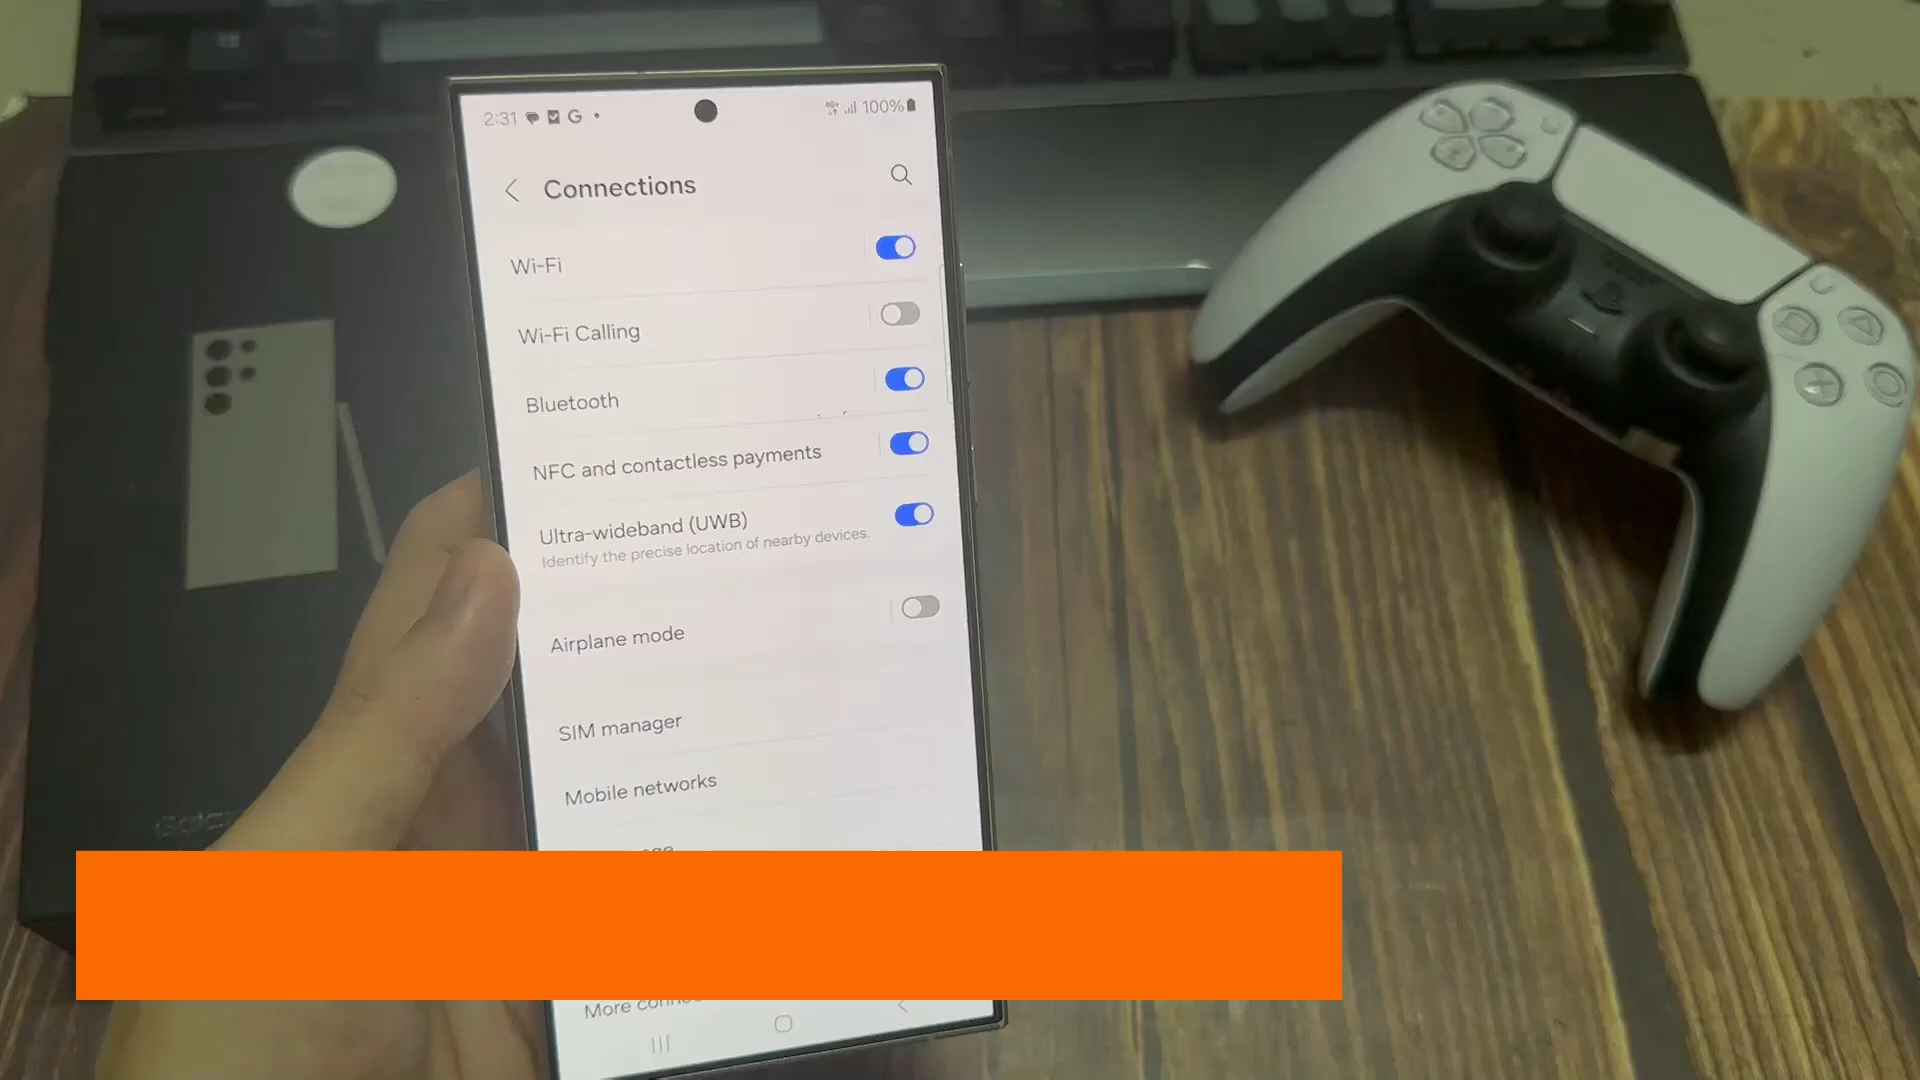 2:31 G 4G+ 100%
Connections
Wi-Fi
Wi-Fi Calling
Bluetooth
NFC and contactless payments
Ultra-wideband (UWB)
Identify the precise location of nearby devices.
Airplane mode
SIM manager
Mobile networks
More